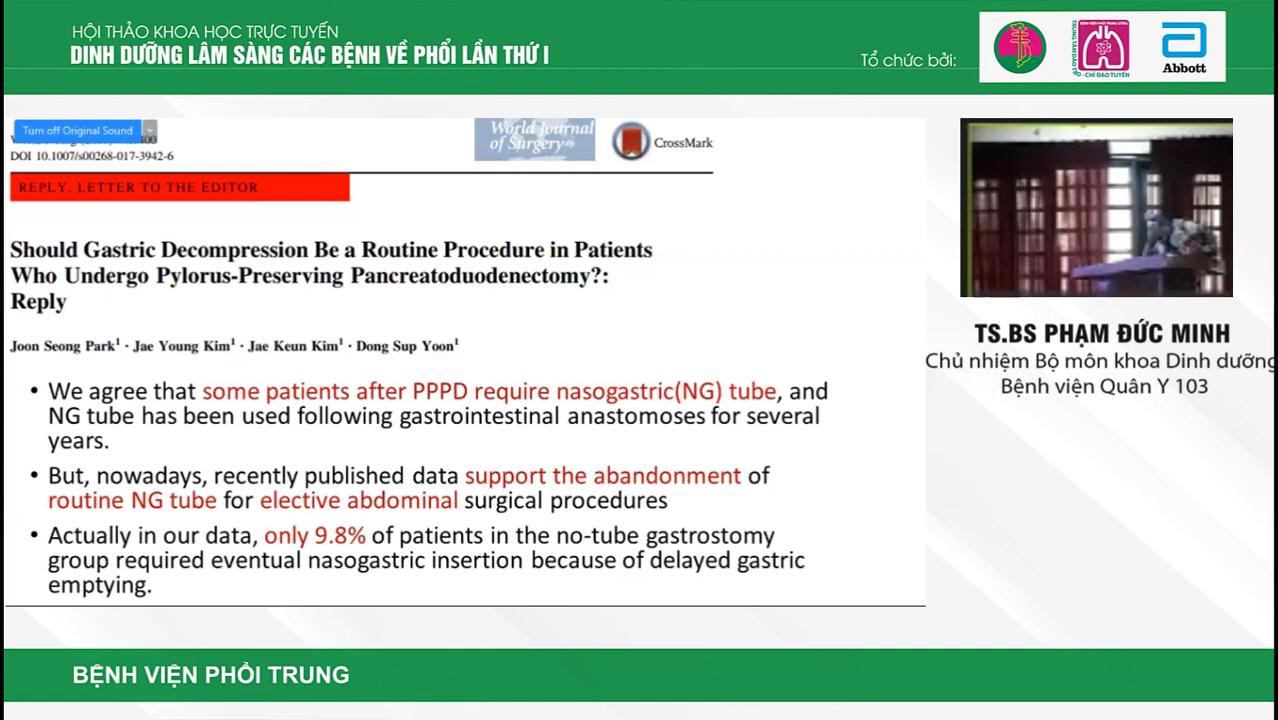 HỘI THẢO KHOA HỌC TRỰC TUYẾN
DINH DƯỠNG LÂM SÀNG CÁC BỆNH VỀ PHỔI LẦN THỨ I
Tổ chức bởi:
Abbott
Turn off Original Sound
DOI 10.1007/s00268-017-3942-6
World Journal
of Surgery
CrossMark
REPLY, LETTER TO THE EDITOR
Should Gastric Decompression Be a Routine Procedure in Patients
Who Undergo Pylorus-Preserving Pancreatoduodenectomy?:
Reply
Joon Seong Park¹ · Jae Young Kim¹ · Jae Keun Kim¹ · Dong Sup Yoon¹
• We agree that some patients after PPPD require nasogastric(NG) tube, and
NG tube has been used following gastrointestinal anastomoses for several
years.
• But, nowadays, recently published data support the abandonment of
routine NG tube for elective abdominal surgical procedures
• Actually in our data, only 9.8% of patients in the no-tube gastrostomy
group required eventual nasogastric insertion because of delayed gastric
emptying.
TS.BS PHẠM ĐỨC MINH
Chủ nhiệm Bộ môn khoa Dinh dưỡng
Bệnh viện Quân Y 103
BỆNH VIỆN PHỔI TRUNG